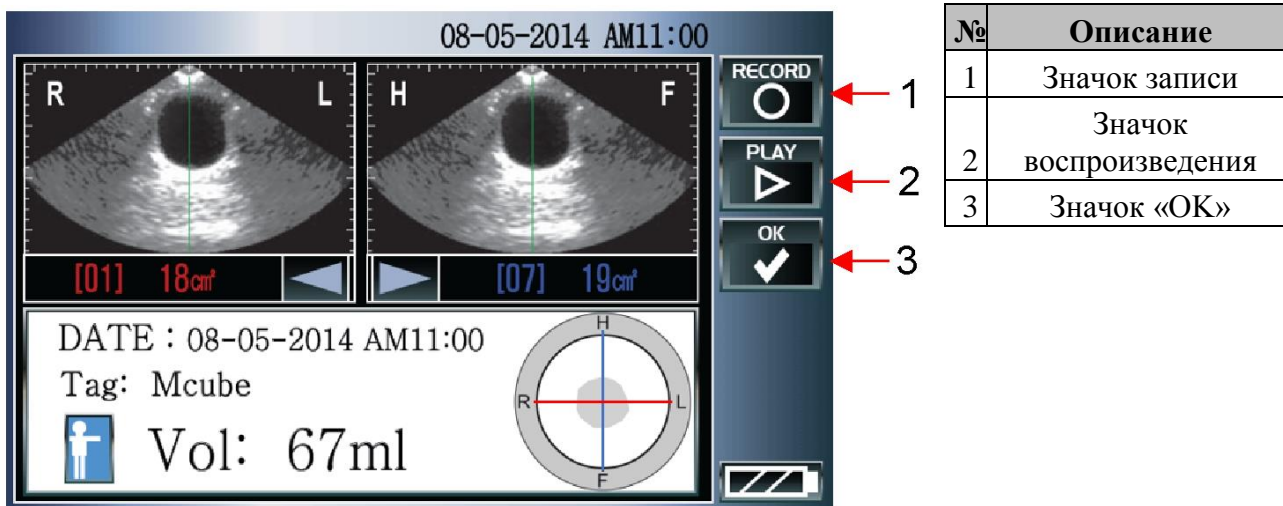 08-05-2014 AM11:00
R L
H F
RECORD
1
PLAY
2
OK
3
[01] 18cm²
[07] 19cm²
DATE : 08-05-2014 AM11:00
Tag: Mcube
Vol: 67ml
H
R L
F
№ Описание
1 Значок записи
2 Значок
воспроизведения
3 Значок «OK»